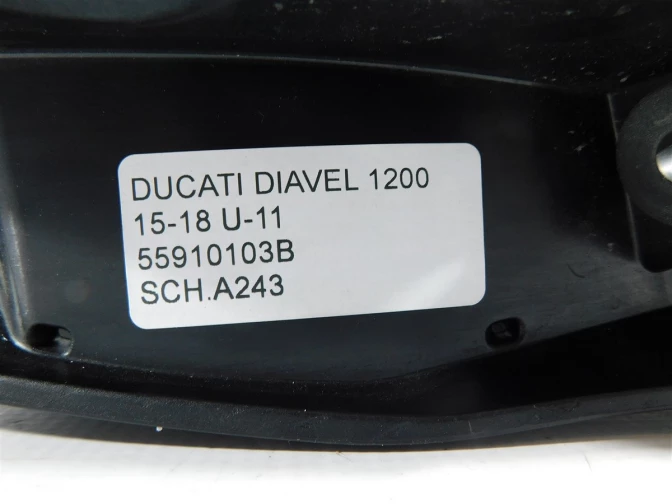 DUCATI DIAVEL 1200
15-18 U-11
55910103B
SCH.A243